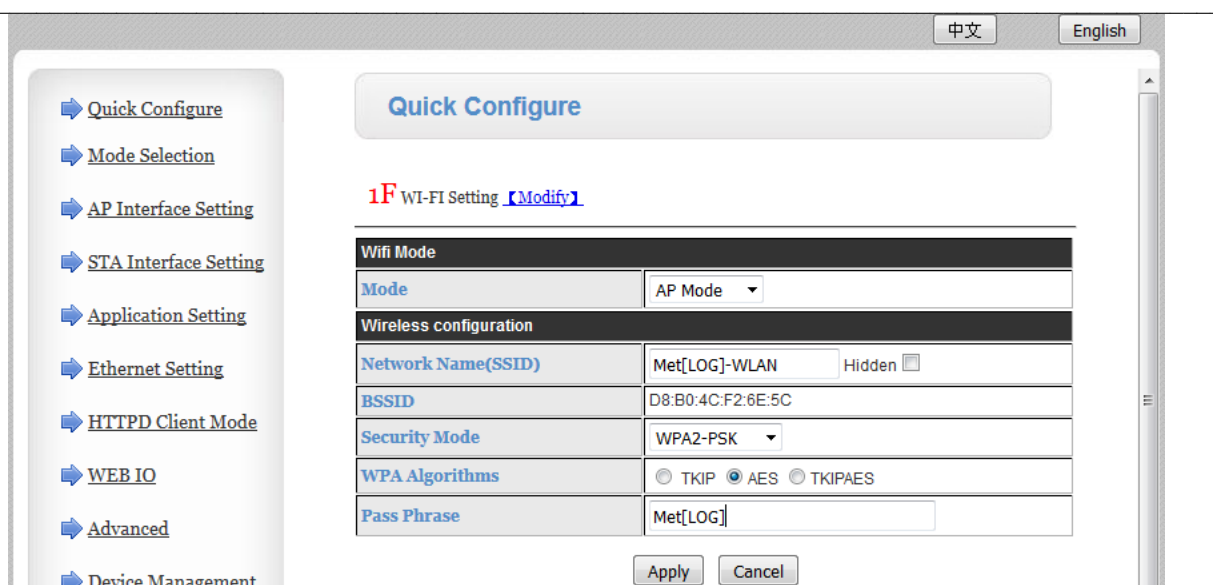 中文 English
Quick Configure
Mode Selection
AP Interface Setting
STA Interface Setting
Application Setting
Ethernet Setting
HTTPD Client Mode
WEB IO
Advanced
Device Management
Quick Configure
1F WI-FI Setting 【Modify】
Wifi Mode
Mode AP Mode
Wireless configuration
Network Name(SSID) Met[LOG]-WLAN Hidden
BSSID D8:B0:4C:F2:6E:5C
Security Mode WPA2-PSK
WPA Algorithms TKIP AES TKIPAES
Pass Phrase Met[LOG]
Apply Cancel